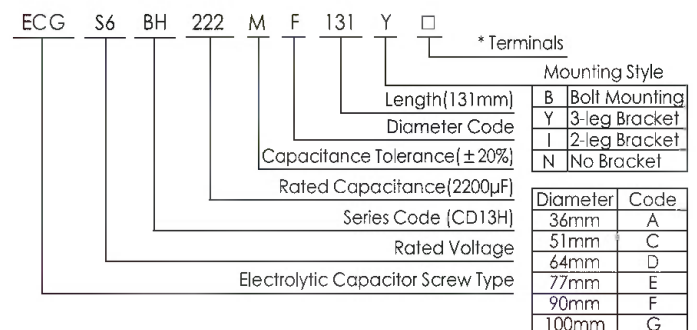 ECG S6 BH 222 M F 131 Y □
* Terminals
Mounting Style
B Bolt Mounting
Y 3-leg Bracket
I 2-leg Bracket
N No Bracket
Length(131mm)
Diameter Code
Capacitance Tolerance(±20%)
Rated Capacitance(2200μF)
Series Code (CD13H)
Rated Voltage
Electrolytic Capacitor Screw Type
Diameter Code
36mm A
51mm C
64mm D
77mm E
90mm F
100mm G